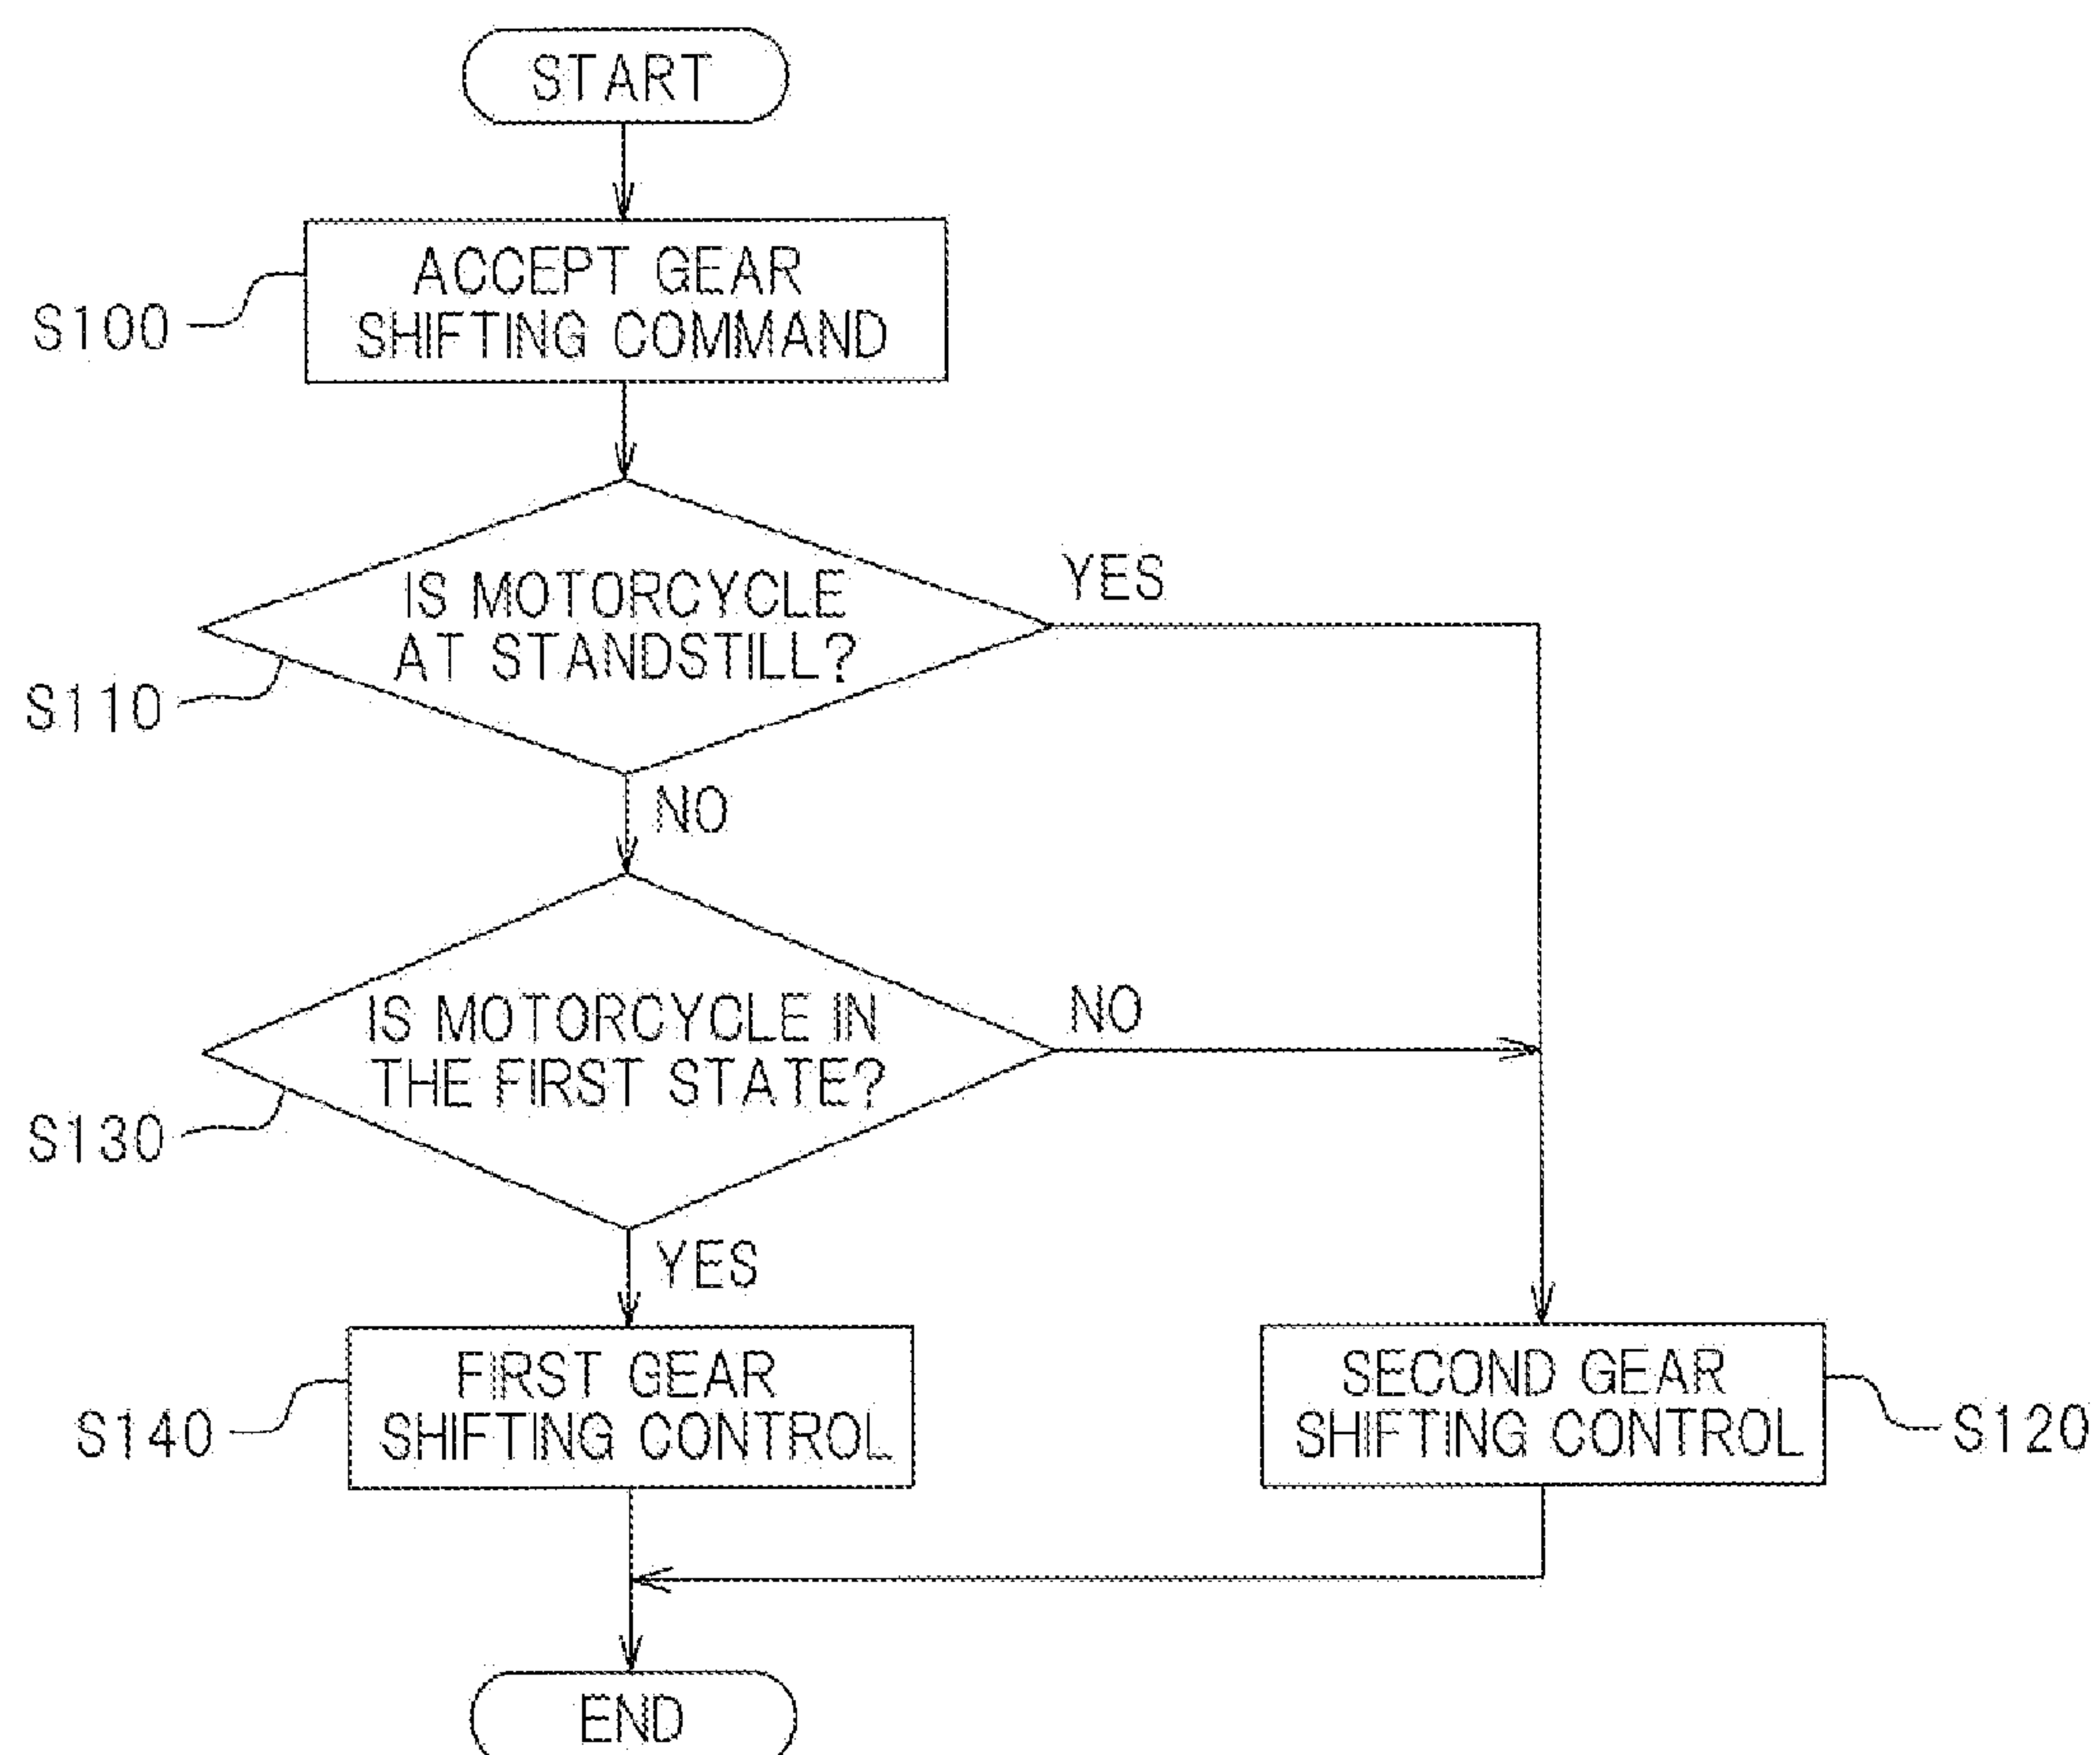 START
ACCEPT GEAR
SHIFTING COMMAND
S100
IS MOTORCYCLE
AT STANDSTILL?
YES
S110
NO
IS MOTORCYCLE IN
THE FIRST STATE?
NO
S130
YES
FIRST GEAR
SHIFTING CONTROL
S140
SECOND GEAR
SHIFTING CONTROL
S120
END